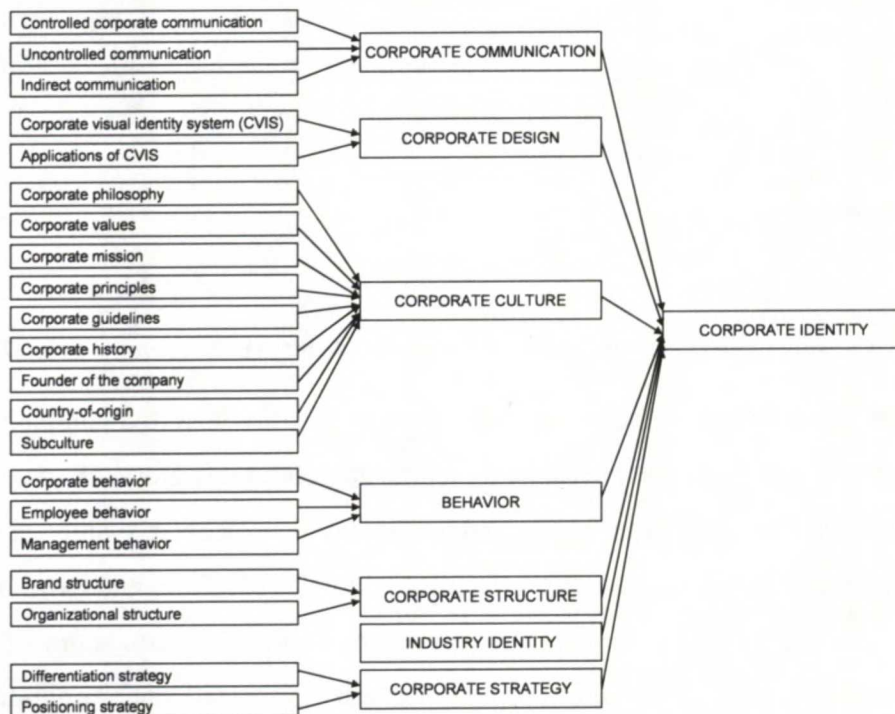 Controlled corporate communication
Uncontrolled communication
Indirect communication
CORPORATE COMMUNICATION
Corporate visual identity system (CVIS)
Applications of CVIS
CORPORATE DESIGN
Corporate philosophy
Corporate values
Corporate mission
Corporate principles
Corporate guidelines
Corporate history
Founder of the company
Country-of-origin
Subculture
CORPORATE CULTURE
CORPORATE IDENTITY
Corporate behavior
Employee behavior
Management behavior
BEHAVIOR
Brand structure
Organizational structure
CORPORATE STRUCTURE
INDUSTRY IDENTITY
Differentiation strategy
Positioning strategy
CORPORATE STRATEGY